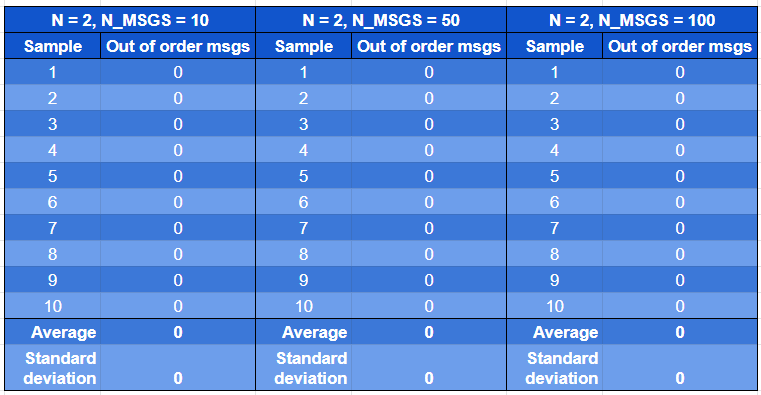 N = 2, N_MSGS = 10 N = 2, N_MSGS = 50 N = 2, N_MSGS = 100
Sample Out of order msgs Sample Out of order msgs Sample Out of order msgs
1 0 1 0 1 0
2 0 2 0 2 0
3 0 3 0 3 0
4 0 4 0 4 0
5 0 5 0 5 0
6 0 6 0 6 0
7 0 7 0 7 0
8 0 8 0 8 0
9 0 9 0 9 0
10 0 10 0 10 0
Average 0 Average 0 Average 0
Standard Standard Standard
deviation 0 deviation 0 deviation 0